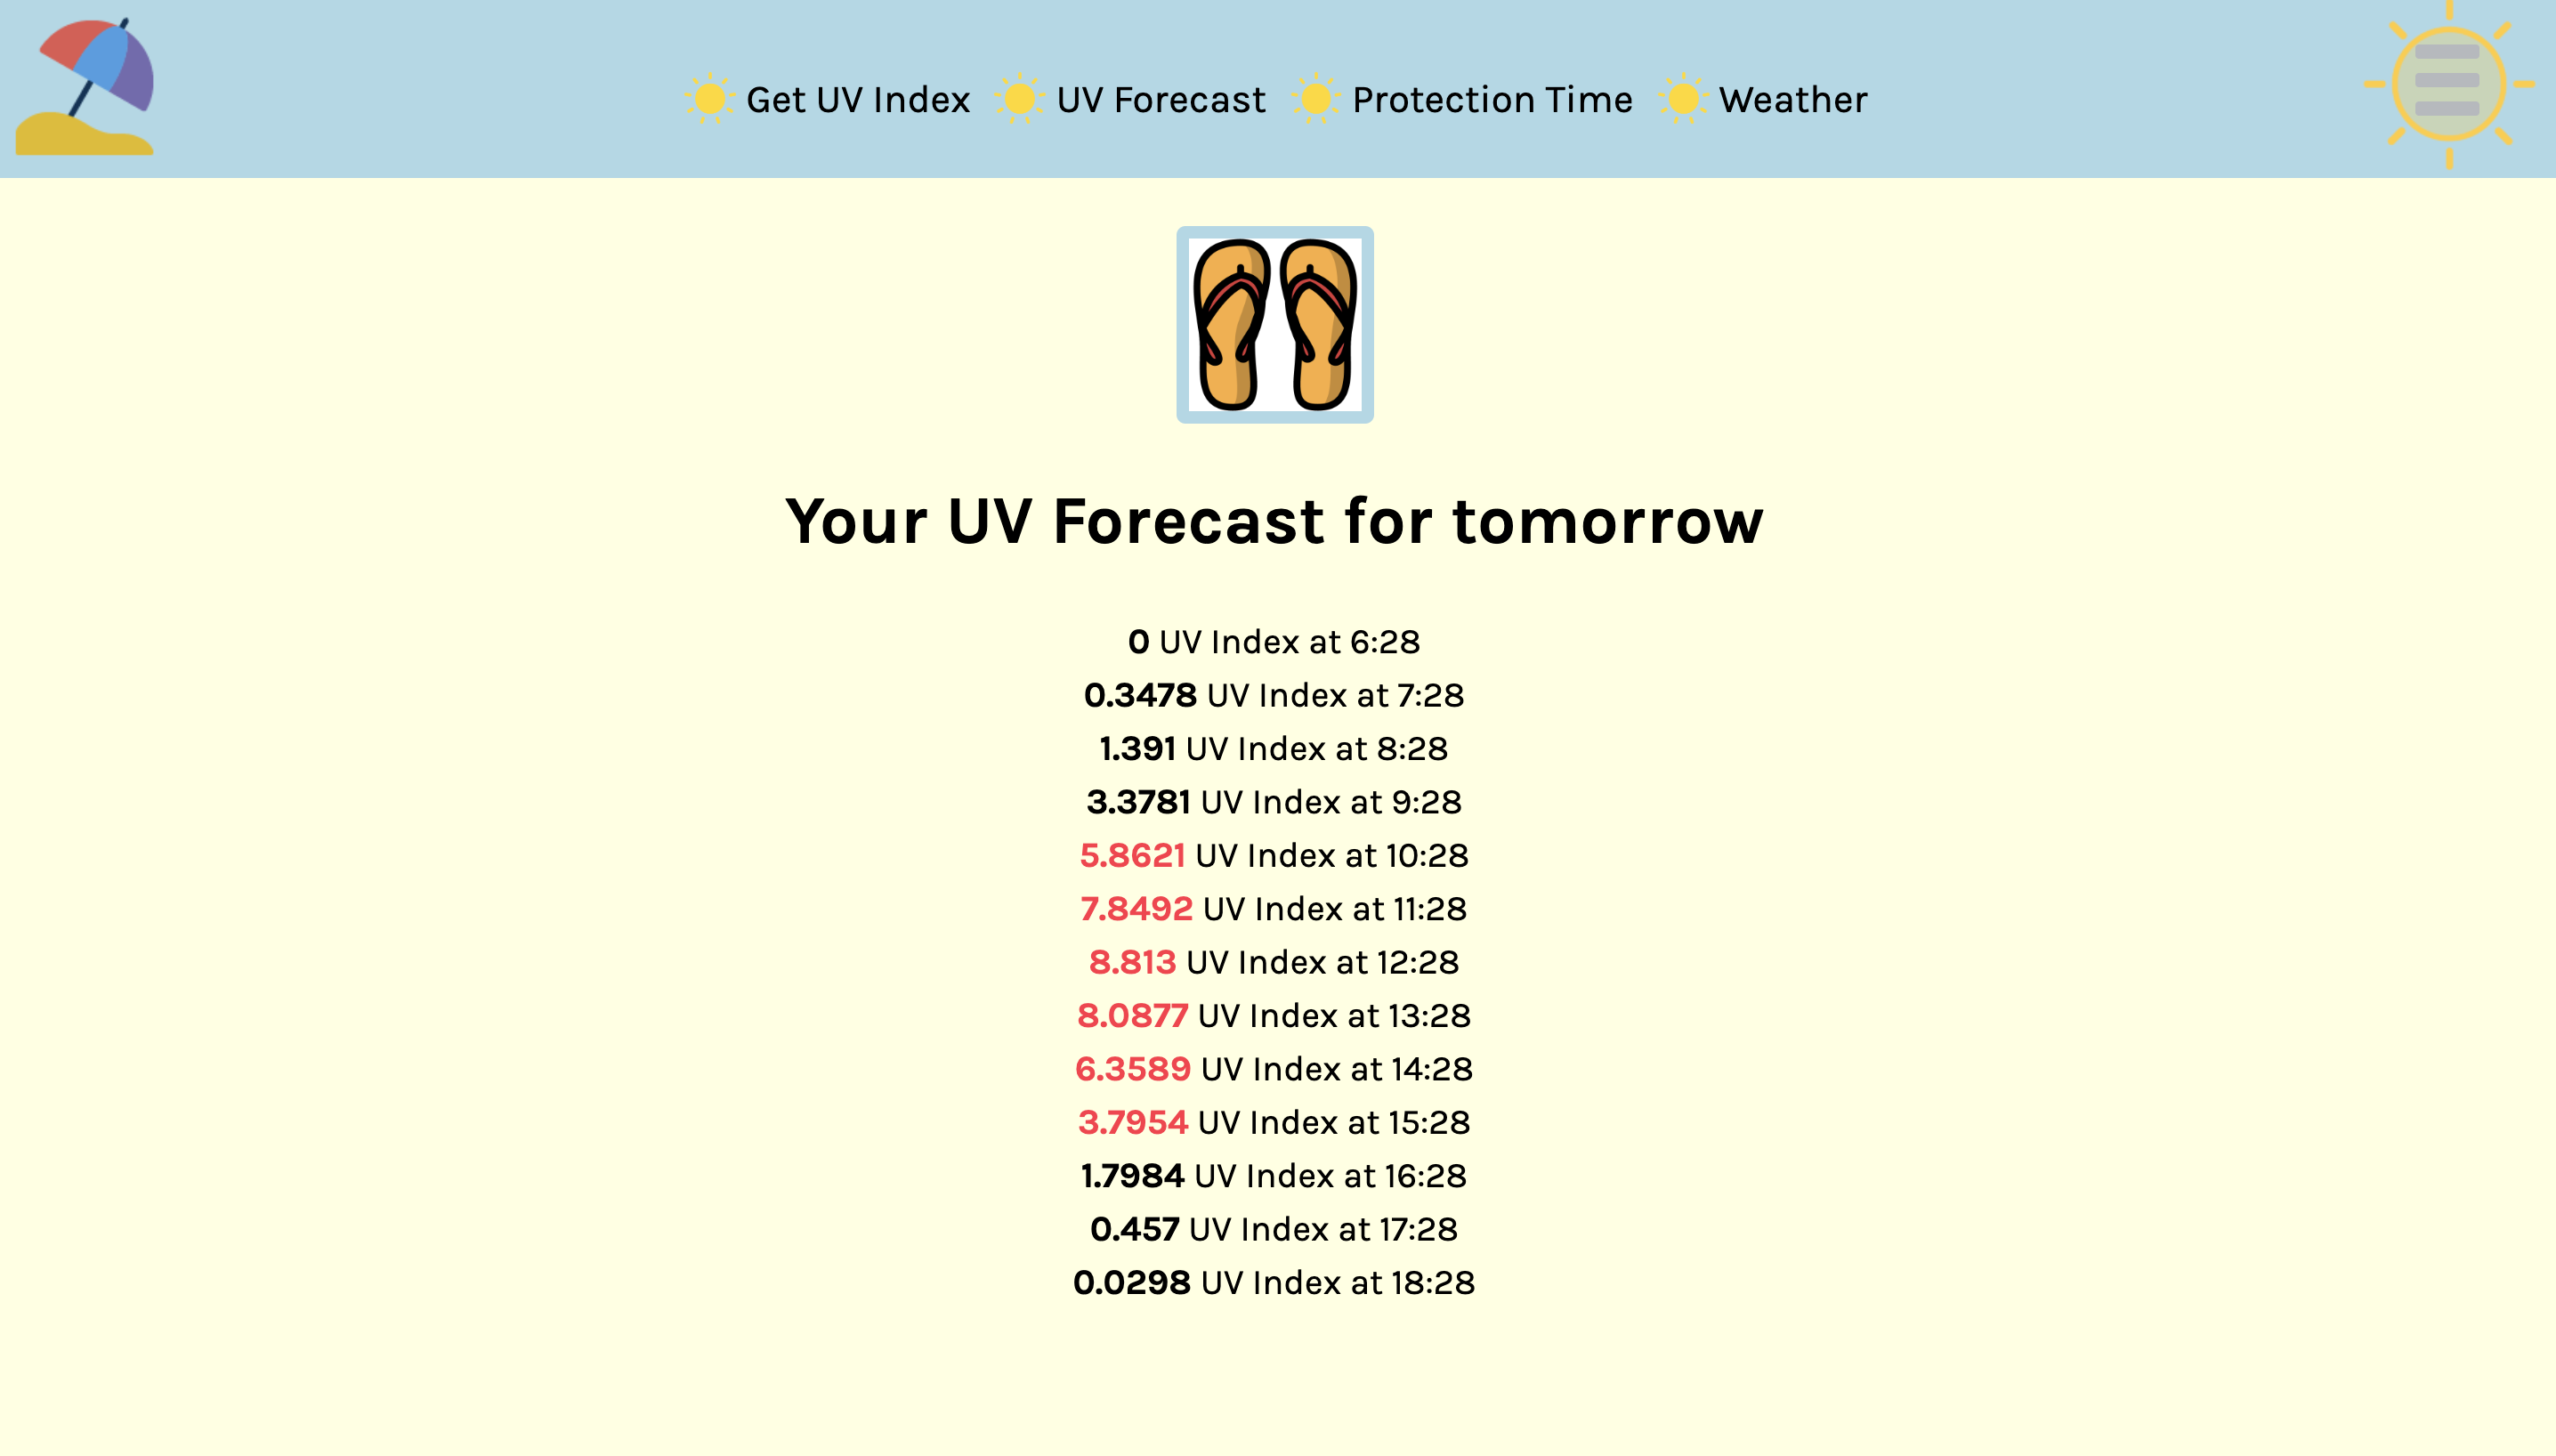 Get UV Index UV Forecast Protection Time Weather
Your UV Forecast for tomorrow
0 UV Index at 6:28
0.3478 UV Index at 7:28
1.391 UV Index at 8:28
3.3781 UV Index at 9:28
5.8621 UV Index at 10:28
7.8492 UV Index at 11:28
8.813 UV Index at 12:28
8.0877 UV Index at 13:28
6.3589 UV Index at 14:28
3.7954 UV Index at 15:28
1.7984 UV Index at 16:28
0.457 UV Index at 17:28
0.0298 UV Index at 18:28